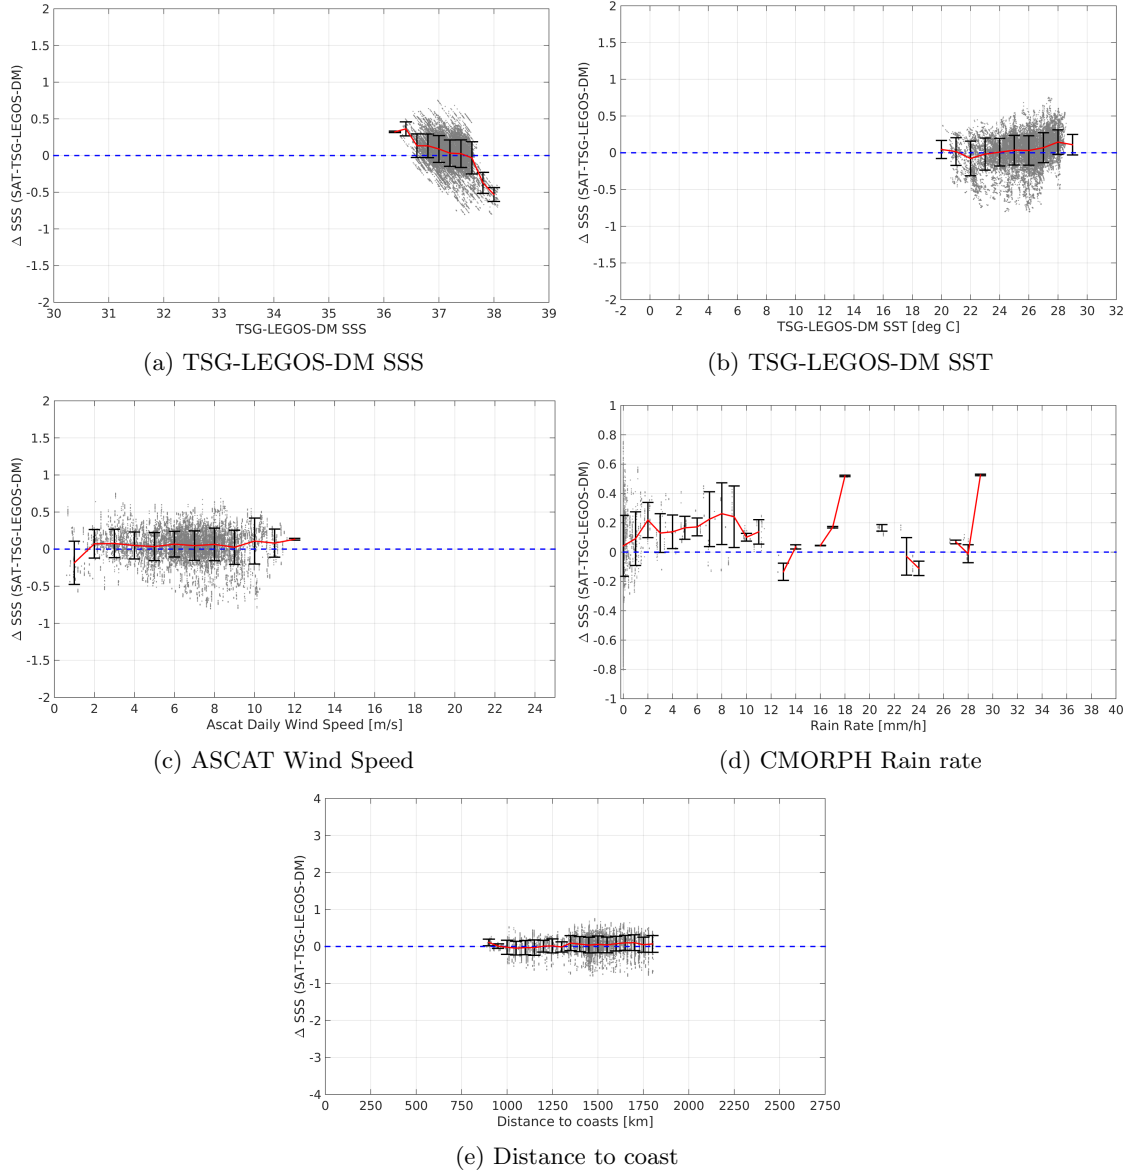 2
1.5
1
0.5
0
-0.5
-1
-1.5
-2
Δ SSS (SAT-TSG-LEGOS-DM)
30 31 32 33 34 35 36 37 38 39
TSG-LEGOS-DM SSS
(a) TSG-LEGOS-DM SSS
2
1.5
1
0.5
0
-0.5
-1
-1.5
-2
Δ SSS (SAT-TSG-LEGOS-DM)
-2 0 2 4 6 8 10 12 14 16 18 20 22 24 26 28 30 32
TSG-LEGOS-DM SST [deg C]
(b) TSG-LEGOS-DM SST
2
1.5
1
0.5
0
-0.5
-1
-1.5
-2
Δ SSS (SAT-TSG-LEGOS-DM)
0 2 4 6 8 10 12 14 16 18 20 22 24
Ascat Daily Wind Speed [m/s]
(c) ASCAT Wind Speed
1
0.8
0.6
0.4
0.2
0
-0.2
-0.4
-0.6
-0.8
-1
Δ SSS (SAT-TSG-LEGOS-DM)
0 2 4 6 8 10 12 14 16 18 20 22 24 26 28 30 32 34 36 38 40
Rain Rate [mm/h]
(d) CMORPH Rain rate
4
3
2
1
0
-1
-2
-3
-4
Δ SSS (SAT-TSG-LEGOS-DM)
0 250 500 750 1000 1250 1500 1750 2000 2250 2500 2750
Distance to coasts [km]
(e) Distance to coast